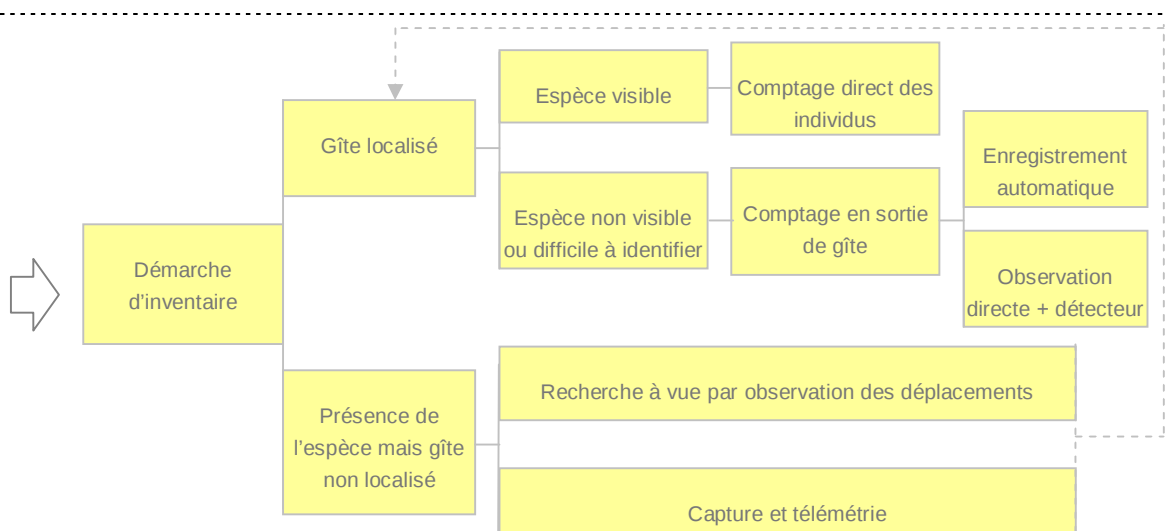 Espèce visible
Comptage direct des
individus
Gîte localisé
Enregistrement
automatique
Espèce non visible
ou difficile à identifier
Comptage en sortie
de gîte
Démarche
d’inventaire
Observation
directe + détecteur
Présence de
l’espèce mais gîte
non localisé
Recherche à vue par observation des déplacements
Capture et télémétrie